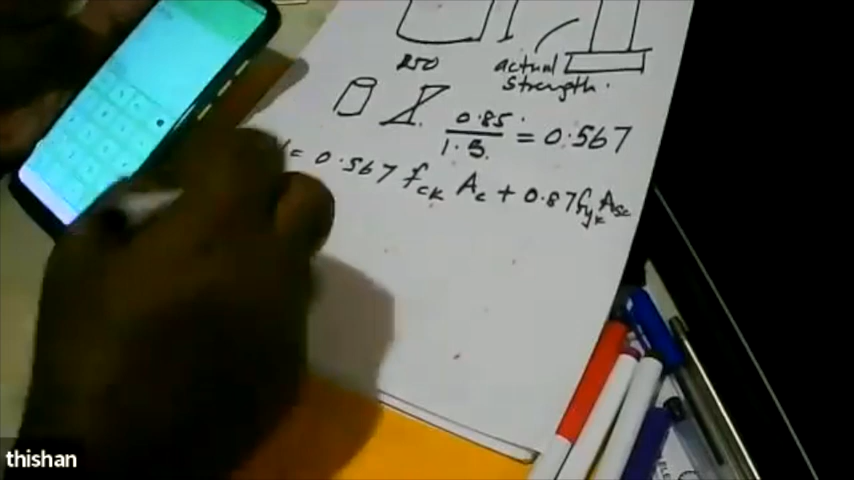 250
actual
strength.
0.85 / 1.5 = 0.567
= 0.567 fck Ac + 0.87 fyk Asc
thishan